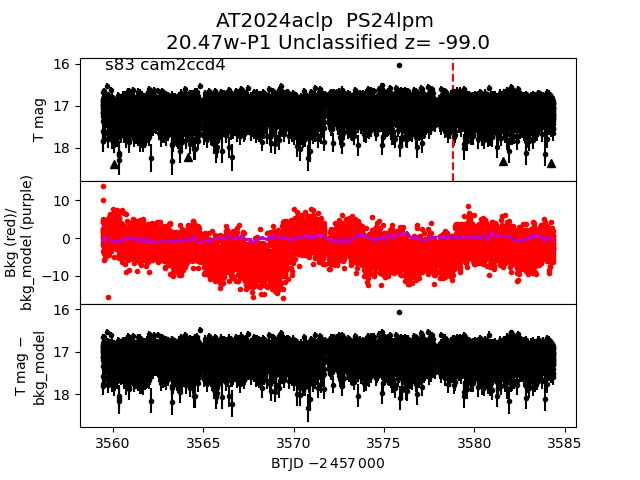 AT2024aclp PS24lpm
20.47w-P1 Unclassified z= -99.0
s83 cam2ccd4
16
17
18
T mag
10
0
−10
Bkg (red)/
bkg_model (purple)
16
17
18
T mag −
bkg_model
3560 3565 3570 3575 3580 3585
BTJD −2 457 000